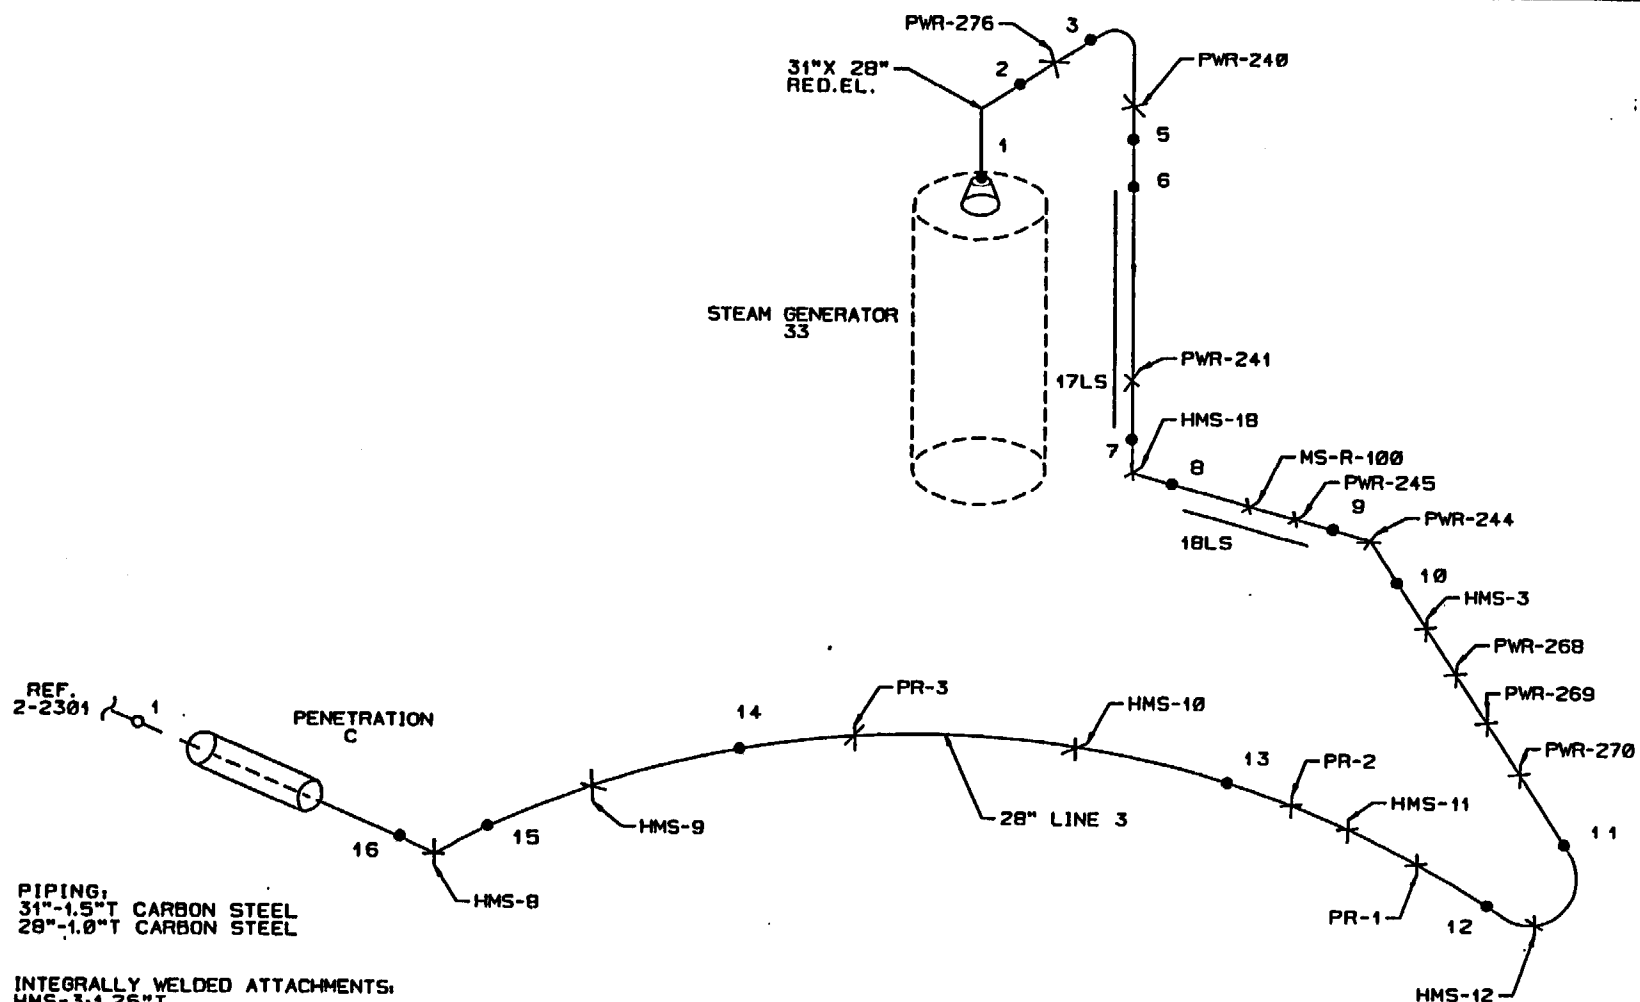 PWR-276
3
31"X 28"
RED.EL.
2
PWR-240
5
1
6
STEAM GENERATOR
33
17LS
PWR-241
HMS-18
7
8
MS-R-100
PWR-245
9
18LS
PWR-244
10
HMS-3
PWR-268
PWR-269
PWR-270
11
REF.
2-2301
1
PENETRATION
C
14
PR-3
HMS-10
13
PR-2
HMS-11
28" LINE 3
HMS-9
15
16
HMS-8
PR-1
12
HMS-12
PIPING:
31"-1.5"T CARBON STEEL
28"-1.0"T CARBON STEEL
INTEGRALLY WELDED ATTACHMENTS:
HMS-3:1.25"T